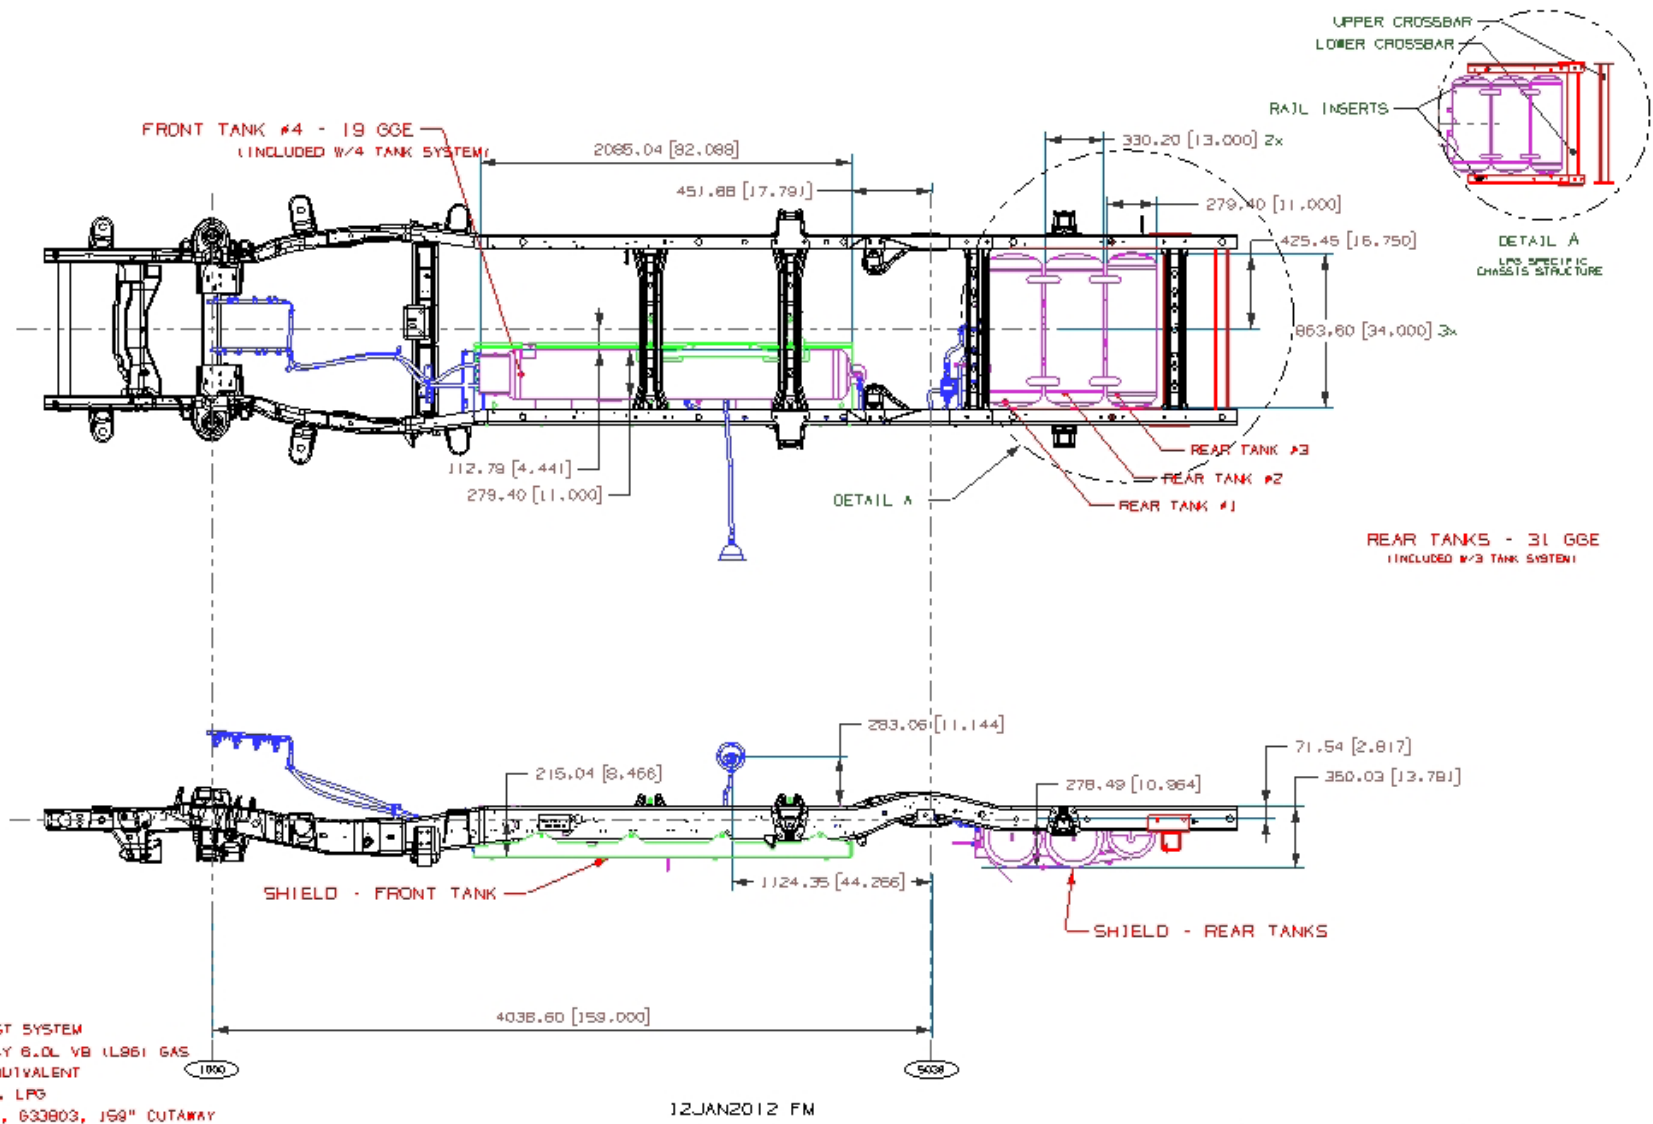 UPPER CROSSBAR
LOWER CROSSBAR
RAIL INSERTS
DETAIL A
LPG SPECIFIC
CHASSIS STRUCTURE
FRONT TANK #4 - 19 GGE
(INCLUDED W/4 TANK SYSTEM)
2085.04 [82.088]
451.88 [17.791]
330.20 [13.000] 2x
279.40 [11.000]
425.45 [16.750]
863.60 [34.000] 3x
112.79 [4.441]
279.40 [11.000]
DETAIL A
REAR TANK #3
REAR TANK #2
REAR TANK #1
REAR TANKS - 31 GGE
(INCLUDED W/3 TANK SYSTEM)
283.06 [11.144]
215.04 [8.466]
278.49 [10.964]
71.54 [2.817]
350.03 [13.781]
1124.35 [44.266]
SHIELD - FRONT TANK
SHIELD - REAR TANKS
4038.60 [159.000]
1000
5039
ST SYSTEM
Y 6.0L V8 (L96) GAS
QUIVALENT
, LPG
, G33803, 159" CUTAWAY
12JAN2012 FM